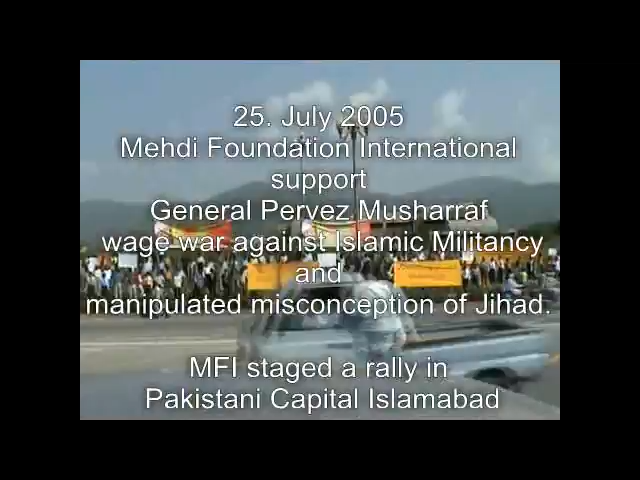 25. July 2005
Mehdi Foundation International
support
General Pervez Musharraf
wage war against Islamic Militancy
and
manipulated misconception of Jihad.
MFI staged a rally in
Pakistani Capital Islamabad